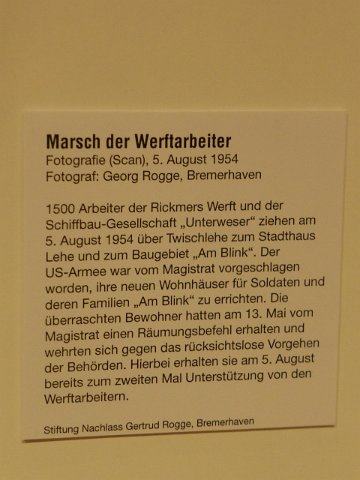 Marsch der Werftarbeiter
Fotografie (Scan), 5. August 1954
Fotograf: Georg Rogge, Bremerhaven
1500 Arbeiter der Rickmers Werft und der
Schiffbau-Gesellschaft „Unterweser" ziehen am
5. August 1954 über Twischlehe zum Stadthaus
Lehe und zum Baugebiet „Am Blink". Der
US-Armee war vom Magistrat vorgeschlagen
worden, ihre neuen Wohnhäuser für Soldaten und
deren Familien „Am Blink" zu errichten. Die
überraschten Bewohner hatten am 13. Mai vom
Magistrat einen Räumungsbefehl erhalten und
wehrten sich gegen das rücksichtslose Vorgehen
der Behörden. Hierbei erhalten sie am 5. August
bereits zum zweiten Mal Unterstützung von den
Werftarbeitern.
Stiftung Nachlass Gertrud Rogge, Bremerhaven